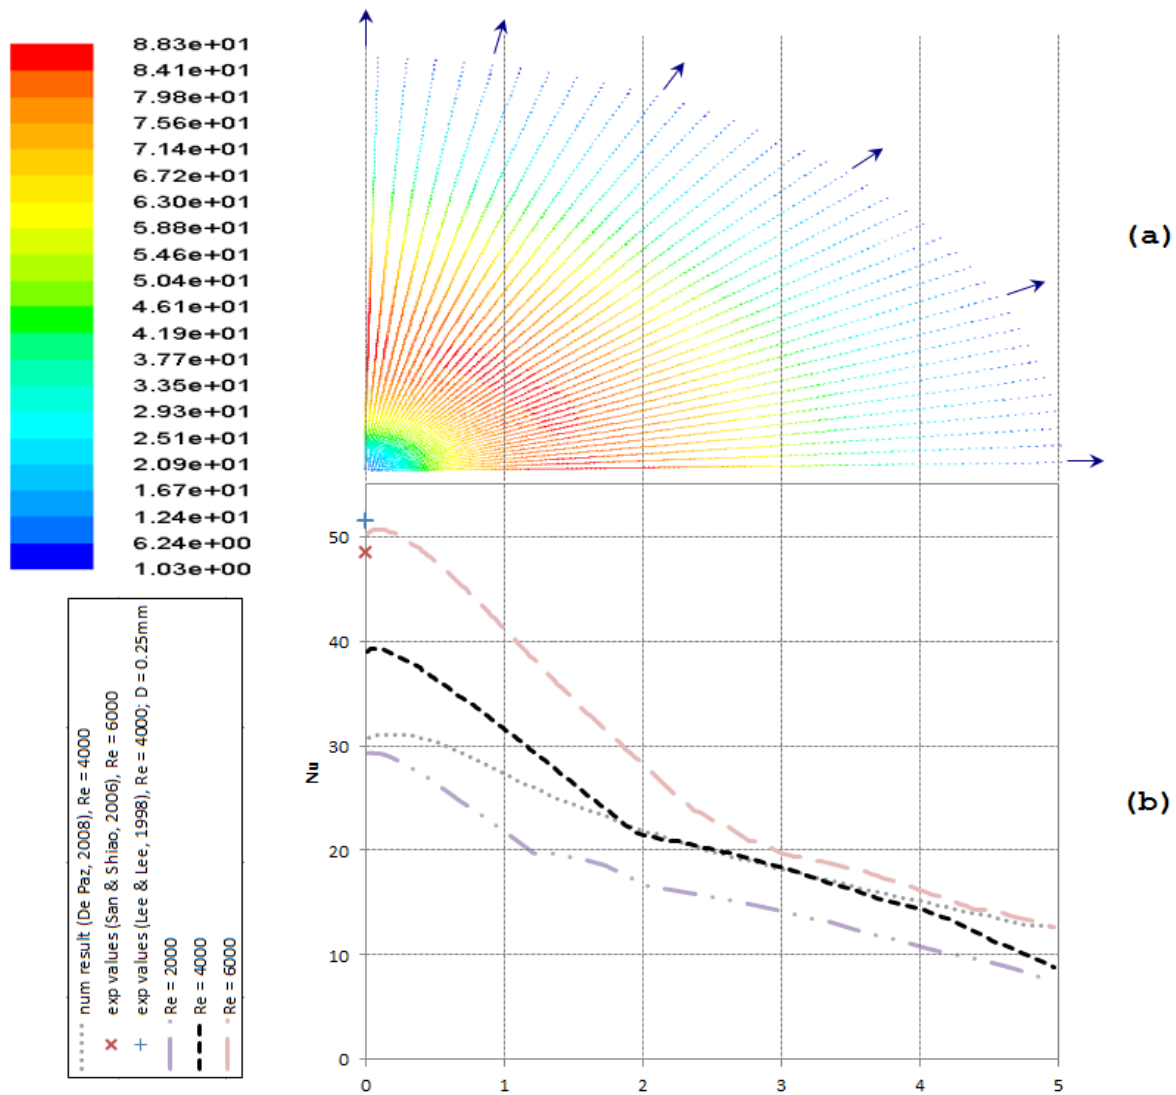 8.83e+01
8.41e+01
7.98e+01
7.56e+01
7.14e+01
6.72e+01
6.30e+01
5.88e+01
5.46e+01
5.04e+01
4.61e+01
4.19e+01
3.77e+01
3.35e+01
2.93e+01
2.51e+01
2.09e+01
1.67e+01
1.24e+01
6.24e+00
1.03e+00
(a)
num result (De Paz, 2008), Re = 4000
exp values (San & Shiao, 2006), Re = 6000
exp values (Lee & Lee, 1998), Re = 4000; D = 0.25mm
Re = 2000
Re = 4000
Re = 6000
Nu
50
40
30
20
10
0
0 1 2 3 4 5
(b)